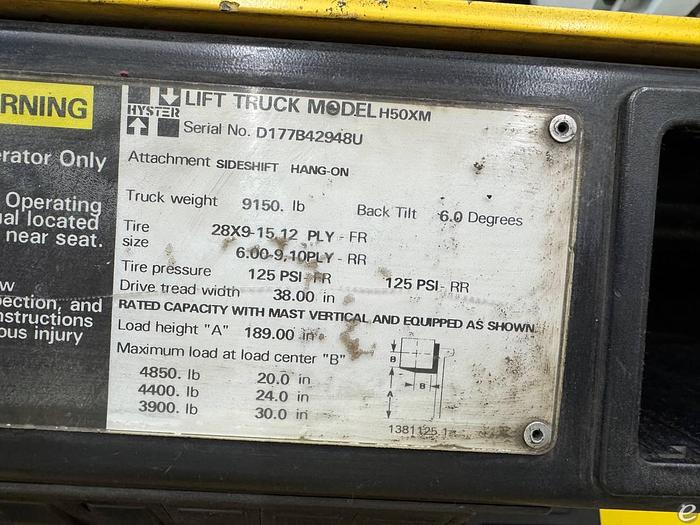 RNING
erator Only
Operating
ual located
near seat.
w
pection, and
nstructions
ous injury
HYSTER
LIFT TRUCK MODEL H50XM
Serial No. D177B42948U
Attachment SIDESHIFT HANG-ON
Truck weight 9150. lb Back Tilt 6.0 Degrees
Tire size 28X9-15,12 PLY - FR
6.00-9,10PLY - RR
Tire pressure 125 PSI- FR 125 PSI- RR
Drive tread width 38.00 in
RATED CAPACITY WITH MAST VERTICAL AND EQUIPPED AS SHOWN.
Load height "A" 189.00 in
Maximum load at load center "B"
4850. lb 20.0 in
4400. lb 24.0 in
3900. lb 30.0 in
B
B
A
1381125 1
e